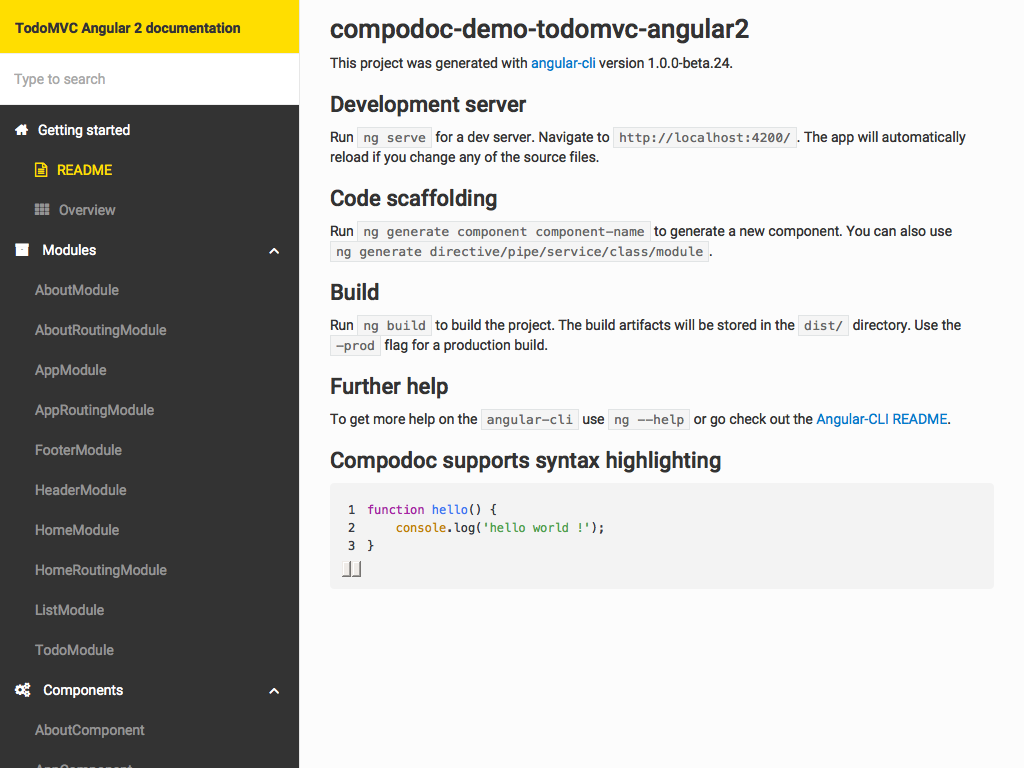 TodoMVC Angular 2 documentation
Type to search
Getting started
README
Overview
Modules
AboutModule
AboutRoutingModule
AppModule
AppRoutingModule
FooterModule
HeaderModule
HomeModule
HomeRoutingModule
ListModule
TodoModule
Components
AboutComponent
AppComponent
compodoc-demo-todomvc-angular2
This project was generated with angular-cli version 1.0.0-beta.24.
Development server
Run ng serve for a dev server. Navigate to http://localhost:4200/ . The app will automatically
reload if you change any of the source files.
Code scaffolding
Run ng generate component component-name to generate a new component. You can also use
ng generate directive/pipe/service/class/module .
Build
Run ng build to build the project. The build artifacts will be stored in the dist/ directory. Use the
—prod flag for a production build.
Further help
To get more help on the angular-cli use ng --help or go check out the Angular-CLI README.
Compodoc supports syntax highlighting
1 function hello() {
2     console.log('hello world !');
3 }